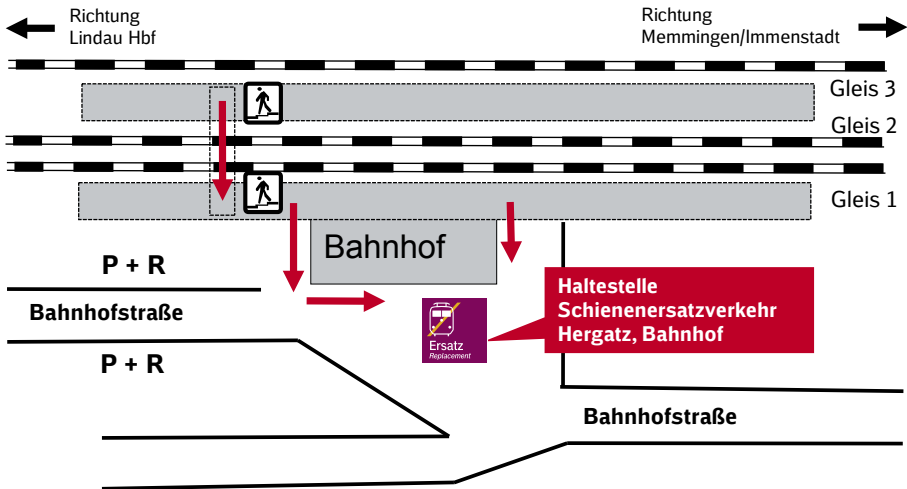 Richtung
Lindau Hbf
Richtung
Memmingen/Immenstadt
Gleis 3
Gleis 2
Gleis 1
Bahnhof
P + R
Bahnhofstraße
P + R
Haltestelle
Schienenersatzverkehr
Hergatz, Bahnhof
Ersatz
Replacement
Bahnhofstraße